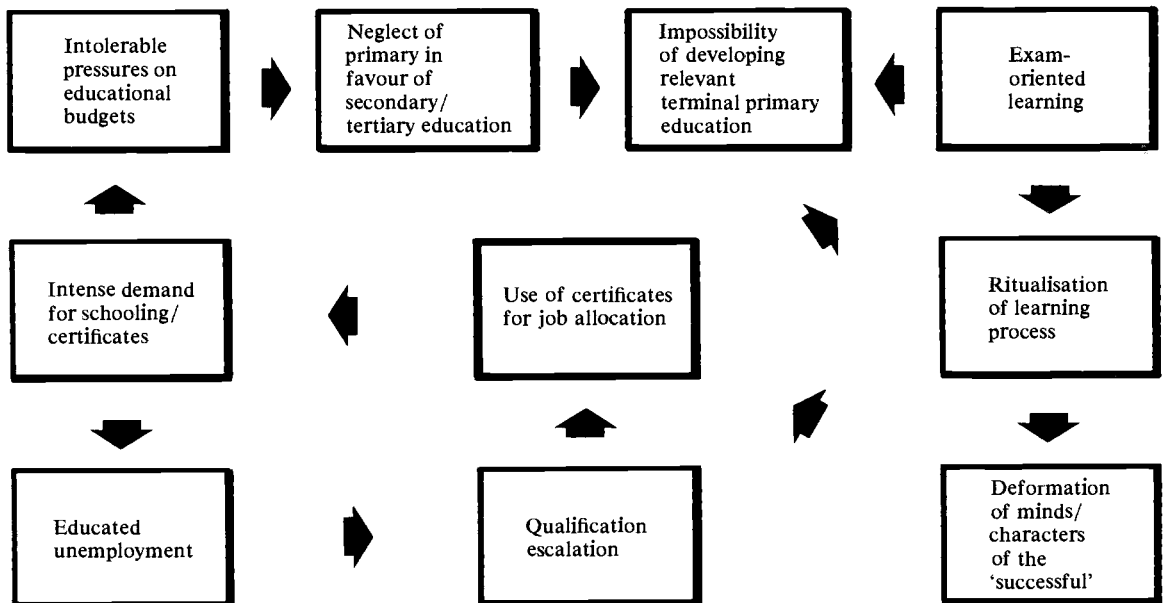 Intolerable
pressures on
educational
budgets
Neglect of
primary in
favour of
secondary/
tertiary education
Impossibility
of developing
relevant
terminal primary
education
Exam-
oriented
learning
Intense demand
for schooling/
certificates
Use of certificates
for job allocation
Ritualisation
of learning
process
Educated
unemployment
Qualification
escalation
Deformation
of minds/
characters
of the
‘successful’